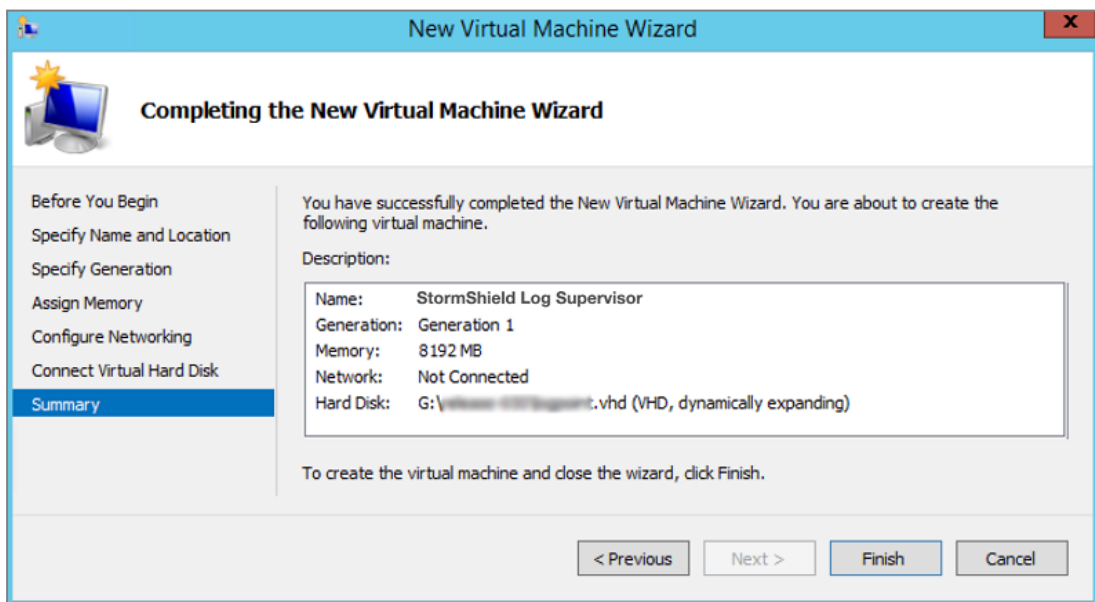 New Virtual Machine Wizard
X
Completing the New Virtual Machine Wizard
Before You Begin
Specify Name and Location
Specify Generation
Assign Memory
Configure Networking
Connect Virtual Hard Disk
Summary
You have successfully completed the New Virtual Machine Wizard. You are about to create the
following virtual machine.
Description:
Name: StormShield Log Supervisor
Generation: Generation 1
Memory: 8192 MB
Network: Not Connected
Hard Disk: G:\ .vhd (VHD, dynamically expanding)
To create the virtual machine and close the wizard, click Finish.
< Previous Next > Finish Cancel